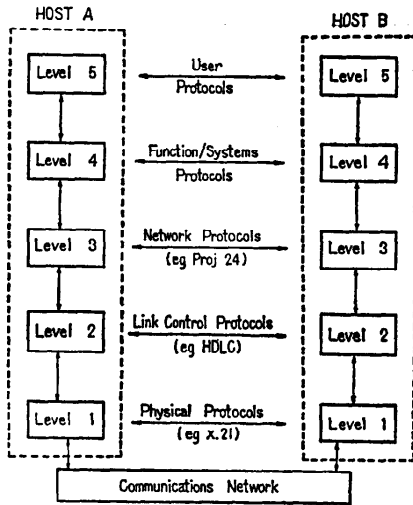 HOST A
HOST B
Level 5
User
Protocols
Level 5
Level 4
Function/Systems
Protocols
Level 4
Level 3
Network Protocols
(eg Proj 24)
Level 3
Level 2
Link Control Protocols
(eg HDLC)
Level 2
Level 1
Physical Protocols
(eg x.21)
Level 1
Communications Network